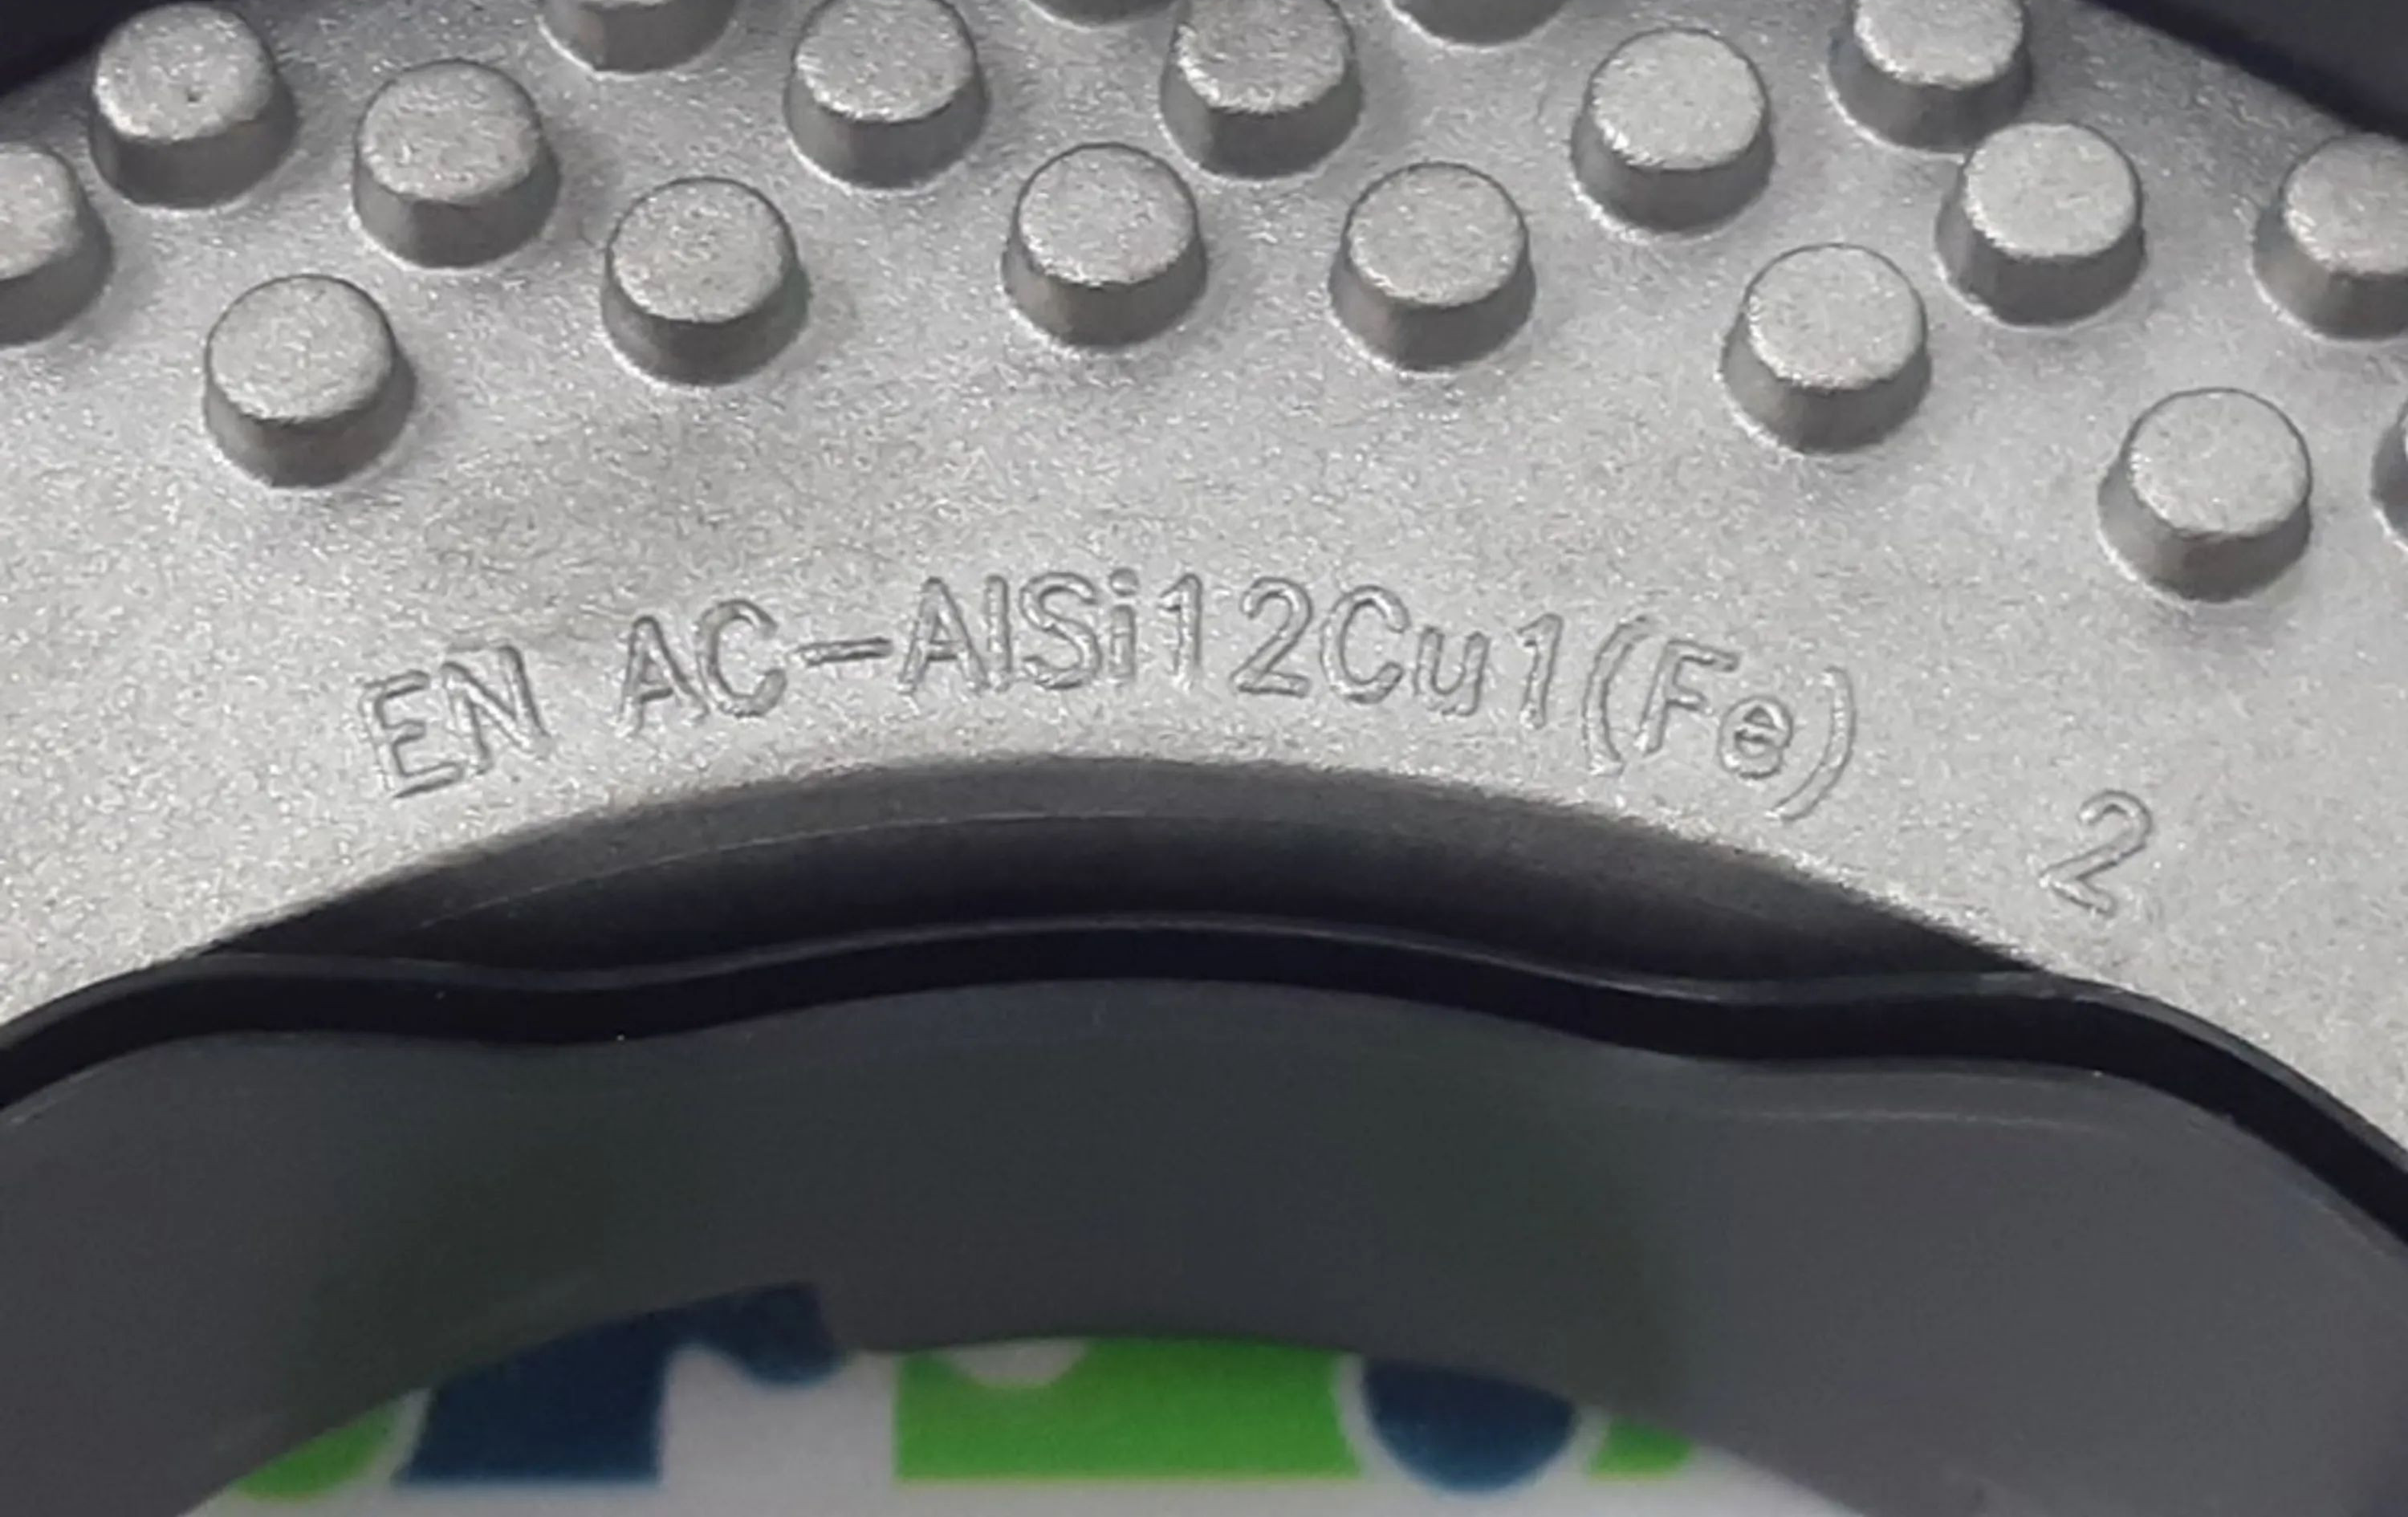 EN AC-AlSi12Cu1(Fe) 2